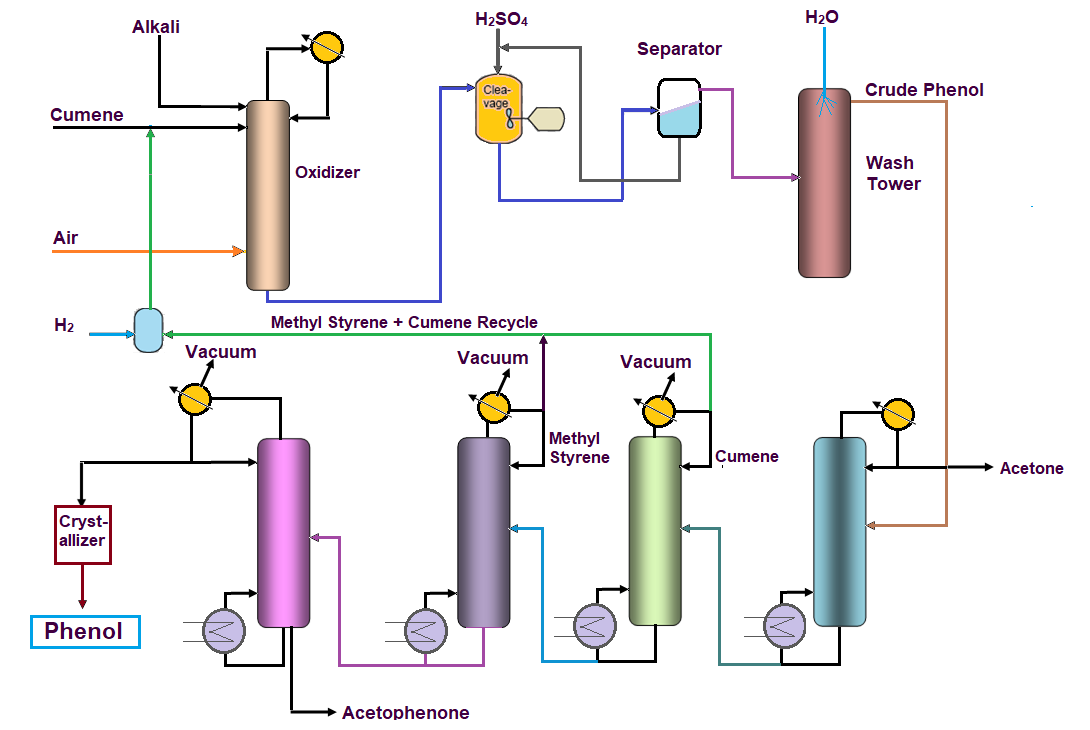 Alkali
H₂SO₄
H₂O
Separator
Clea-
vage
Crude Phenol
Cumene
Wash
Tower
Oxidizer
Air
H₂
Methyl Styrene + Cumene Recycle
Vacuum
Vacuum
Vacuum
Methyl
Styrene
Cumene
Acetone
Cryst-
allizer
Phenol
Acetophenone